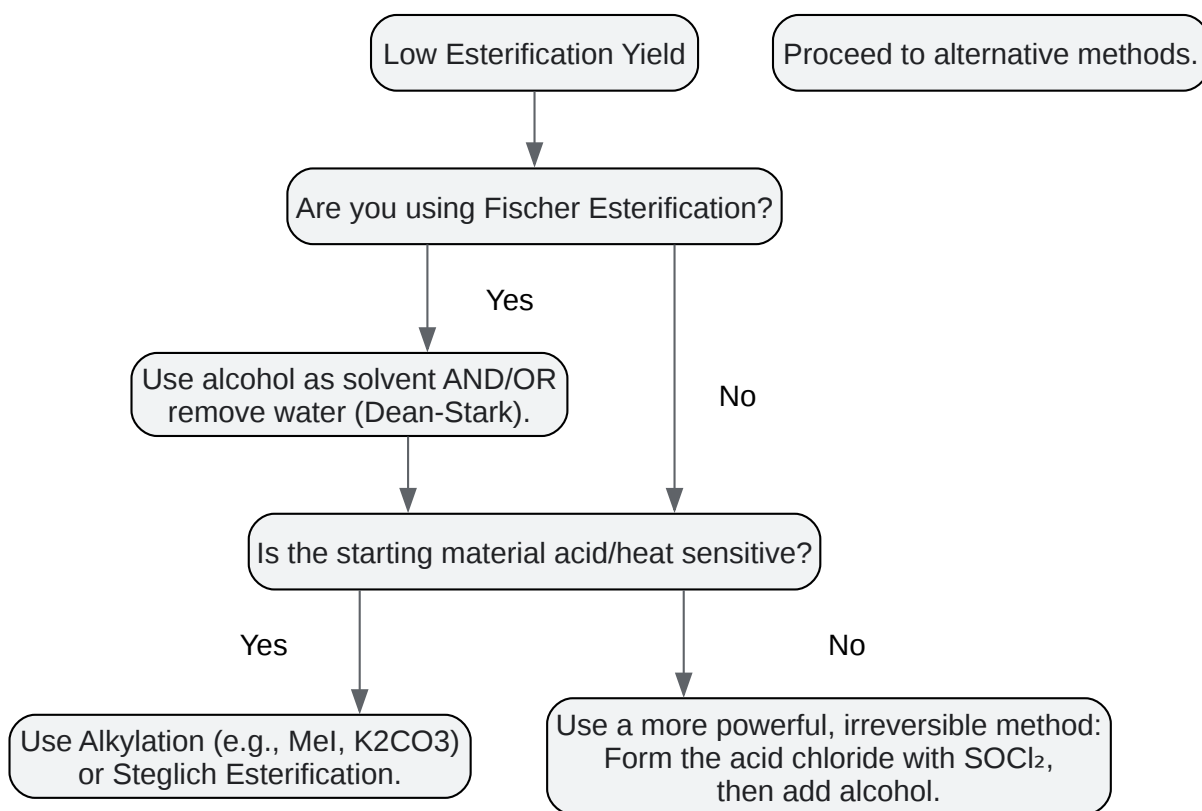 Low Esterification Yield
Proceed to alternative methods.
Are you using Fischer Esterification?
Yes
Use alcohol as solvent AND/OR
remove water (Dean-Stark).
No
Is the starting material acid/heat sensitive?
Yes
No
Use Alkylation (e.g., MeI, K2CO3)
or Steglich Esterification.
Use a more powerful, irreversible method:
Form the acid chloride with SOCl₂,
then add alcohol.